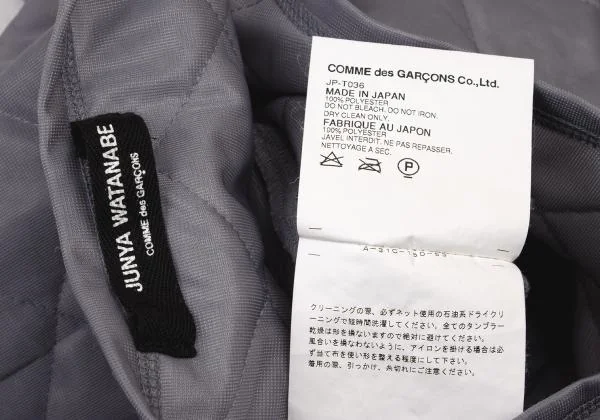 JUNYA WATANABE
COMME des GARÇONS
COMME des GARÇONS Co.,Ltd.
JP-T036
MADE IN JAPAN
100% POLYESTER
DO NOT BLEACH. DO NOT IRON.
DRY CLEAN ONLY.
FABRIQUE AU JAPON
100% POLYESTER
JAVEL INTERDIT. NE PAS REPASSER.
NETTOYAGE A SEC.
P
クリーニングの際、必ずネット使用の石油系ドライクリ
ーニングで短時間洗濯してください。全てのタンブラー
乾燥は形を損ないますので絶対に避けてください。
風合いを損なわないように、アイロンを掛ける場合は必
ず当て布を使い形を整える程度にして下さい。
着用の際、引っかけ、糸切れにご注意ください。